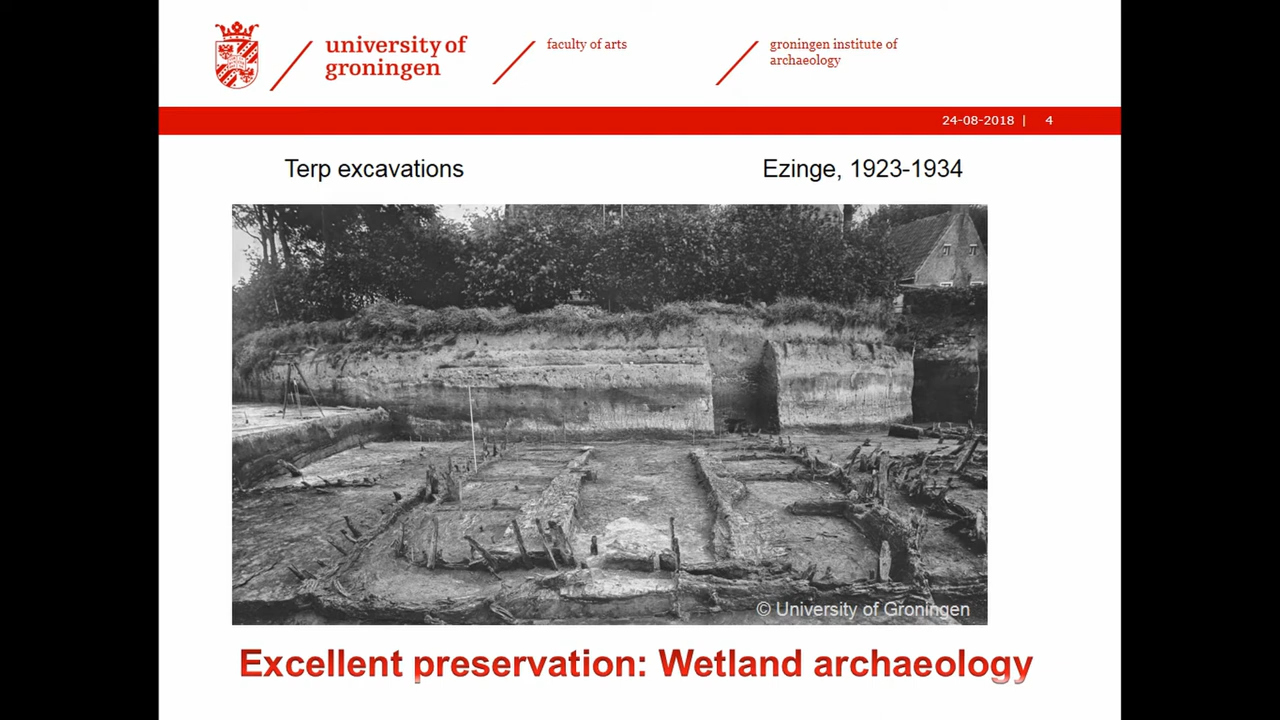 university of
groningen
faculty of arts
groningen institute of
archaeology
24-08-2018 | 4
Terp excavations
Ezinge, 1923-1934
© University of Groningen
Excellent preservation: Wetland archaeology